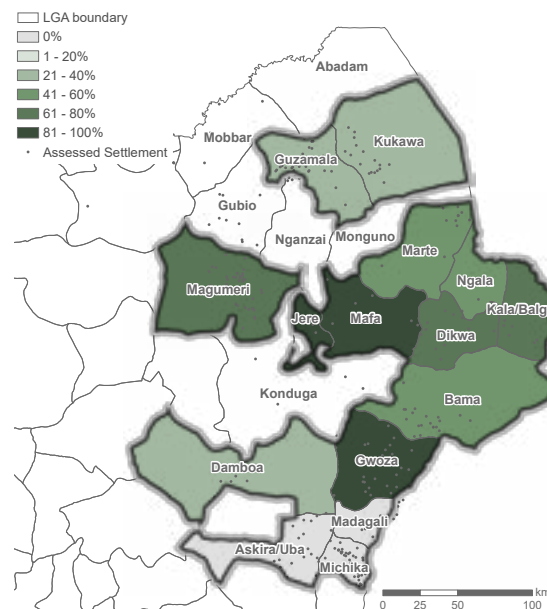 LGA boundary
0%
1 - 20%
21 - 40%
41 - 60%
61 - 80%
81 - 100%
Assessed Settlement
Abadam
Mobbar
Kukawa
Guzamala
Gubio
Nganzai
Monguno
Marte
Ngala
Magumeri
Jere
Mafa
Kala/Balg
Dikwa
Konduga
Bama
Gwoza
Damboa
Madagali
Askira/Uba
Michika
km
0 25 50 100